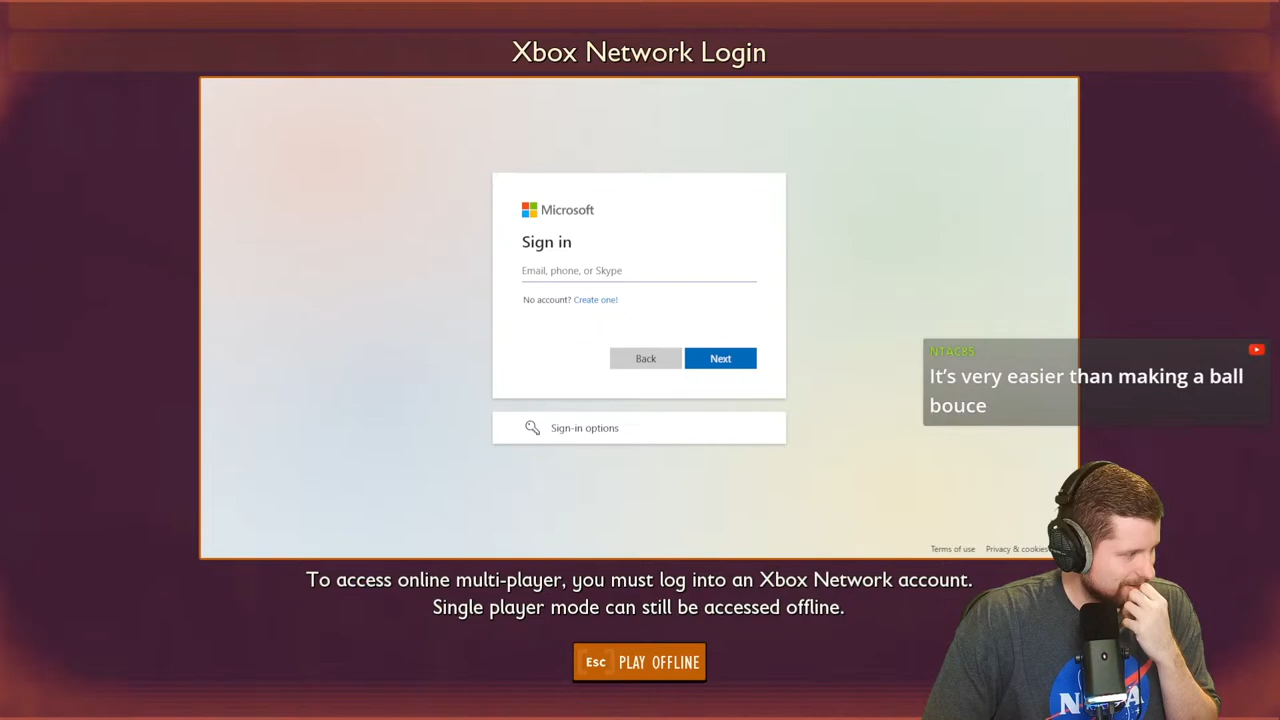 Xbox Network Login
Microsoft
Sign in
Email, phone, or Skype
No account? Create one!
Back
Next
Sign-in options
NTAC85
It's very easier than making a ball
bouce
Terms of use
Privacy & cookies
To access online multi-player, you must log into an Xbox Network account.
Single player mode can still be accessed offline.
Esc PLAY OFFLINE